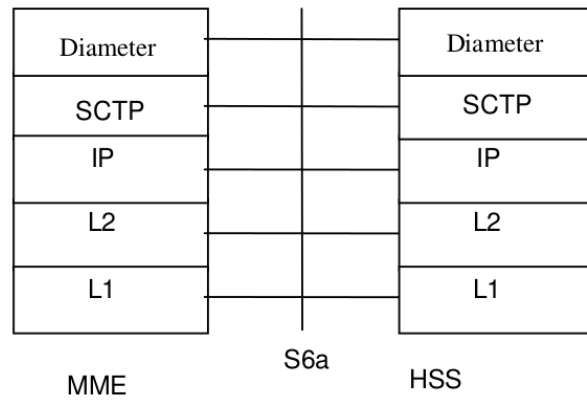 Diameter
SCTP
IP
L2
L1
Diameter
SCTP
IP
L2
L1
S6a
MME
HSS